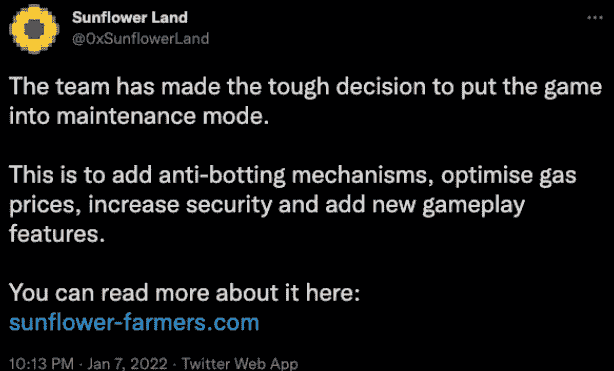 Sunflower Land
@0xSunflowerLand
The team has made the tough decision to put the game
into maintenance mode.
This is to add anti-botting mechanisms, optimise gas
prices, increase security and add new gameplay
features.
You can read more about it here:
sunflower-farmers.com
10:13 PM · Jan 7, 2022 · Twitter Web App